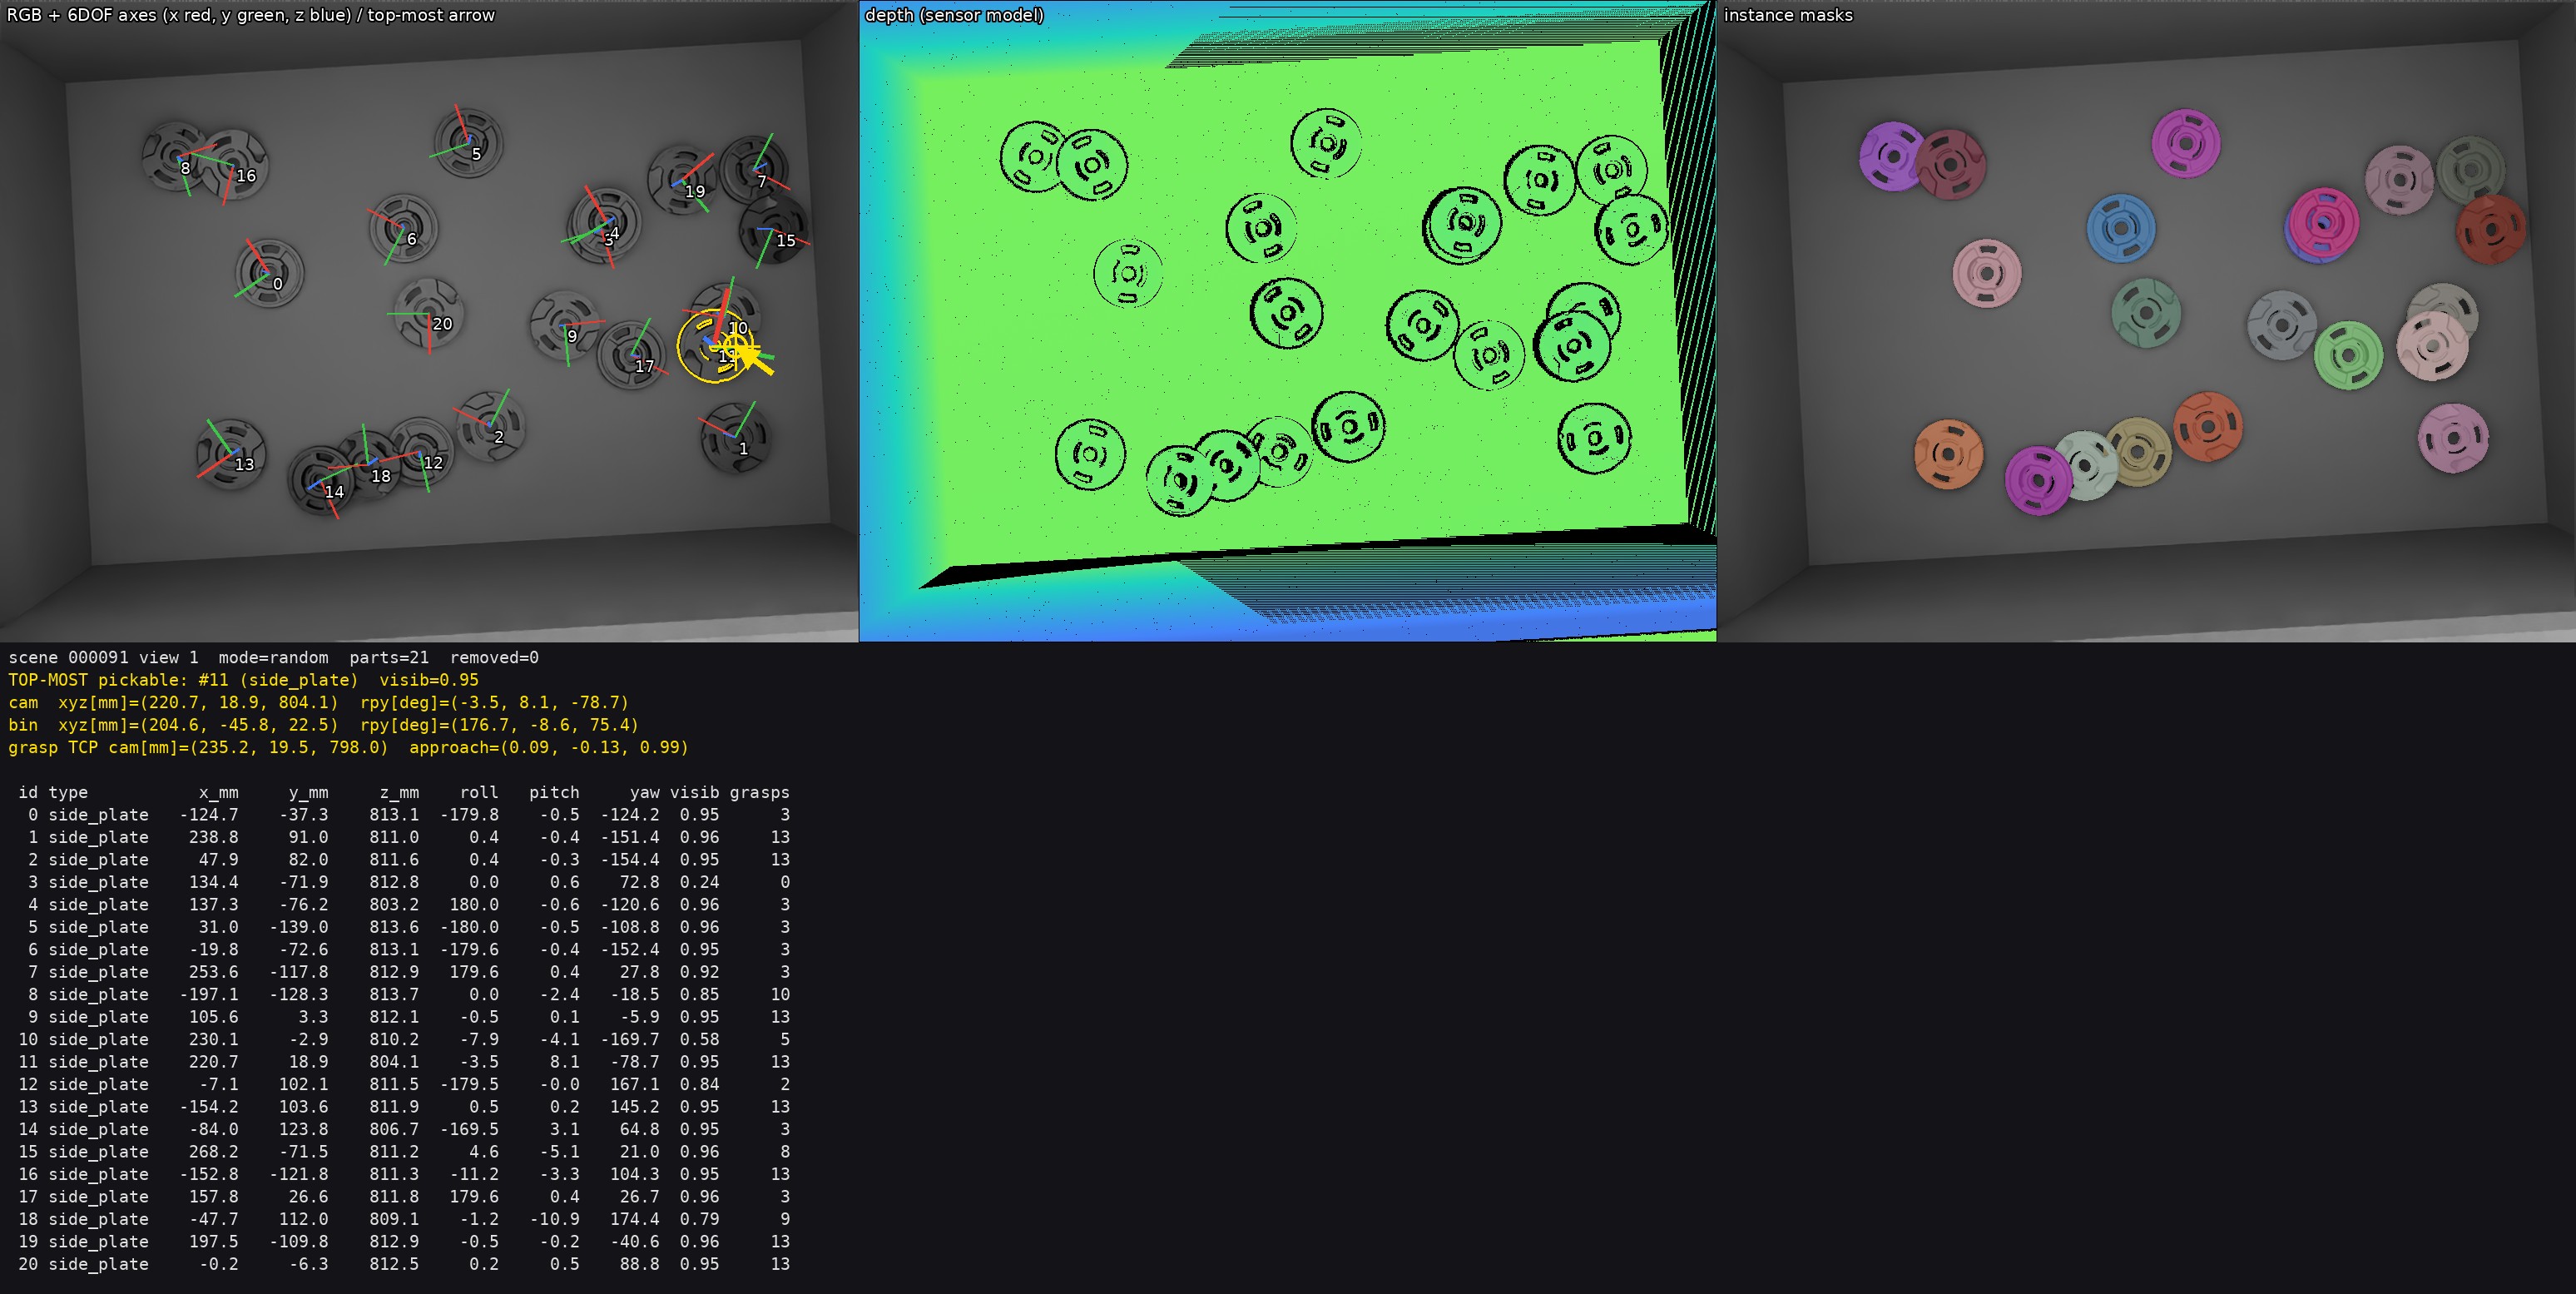 RGB + 6DOF axes (x red, y green, z blue) / top-most arrow
depth (sensor model)
instance masks
5
8
16
7
19
6
3
4
15
0
20
10
9
11
17
2
1
12
13
18
14
scene 000091 view 1 mode=random parts=21 removed=0
TOP-MOST pickable: #11 (side_plate) visib=0.95
cam xyz[mm]=(220.7, 18.9, 804.1) rpy[deg]=(-3.5, 8.1, -78.7)
bin xyz[mm]=(204.6, -45.8, 22.5) rpy[deg]=(176.7, -8.6, 75.4)
grasp TCP cam[mm]=(235.2, 19.5, 798.0) approach=(0.09, -0.13, 0.99)
id type x_mm y_mm z_mm roll pitch yaw visib grasps
0 side_plate -124.7 -37.3 813.1 -179.8 -0.5 -124.2 0.95 3
1 side_plate 238.8 91.0 811.0 0.4 -0.4 -151.4 0.96 13
2 side_plate 47.9 82.0 811.6 0.4 -0.3 -154.4 0.95 13
3 side_plate 134.4 -71.9 812.8 0.0 0.6 72.8 0.24 0
4 side_plate 137.3 -76.2 803.2 180.0 -0.6 -120.6 0.96 3
5 side_plate 31.0 -139.0 813.6 -180.0 -0.5 -108.8 0.96 3
6 side_plate -19.8 -72.6 813.1 -179.6 -0.4 -152.4 0.95 3
7 side_plate 253.6 -117.8 812.9 179.6 0.4 27.8 0.92 3
8 side_plate -197.1 -128.3 813.7 0.0 -2.4 -18.5 0.85 10
9 side_plate 105.6 3.3 812.1 -0.5 0.1 -5.9 0.95 13
10 side_plate 230.1 -2.9 810.2 -7.9 -4.1 -169.7 0.58 5
11 side_plate 220.7 18.9 804.1 -3.5 8.1 -78.7 0.95 13
12 side_plate -7.1 102.1 811.5 -179.5 -0.0 167.1 0.84 2
13 side_plate -154.2 103.6 811.9 0.5 0.2 145.2 0.95 13
14 side_plate -84.0 123.8 806.7 -169.5 3.1 64.8 0.95 3
15 side_plate 268.2 -71.5 811.2 4.6 -5.1 21.0 0.96 8
16 side_plate -152.8 -121.8 811.3 -11.2 -3.3 104.3 0.95 13
17 side_plate 157.8 26.6 811.8 179.6 0.4 26.7 0.96 3
18 side_plate -47.7 112.0 809.1 -1.2 -10.9 174.4 0.79 9
19 side_plate 197.5 -109.8 812.9 -0.5 -0.2 -40.6 0.96 13
20 side_plate -0.2 -6.3 812.5 0.2 0.5 88.8 0.95 13